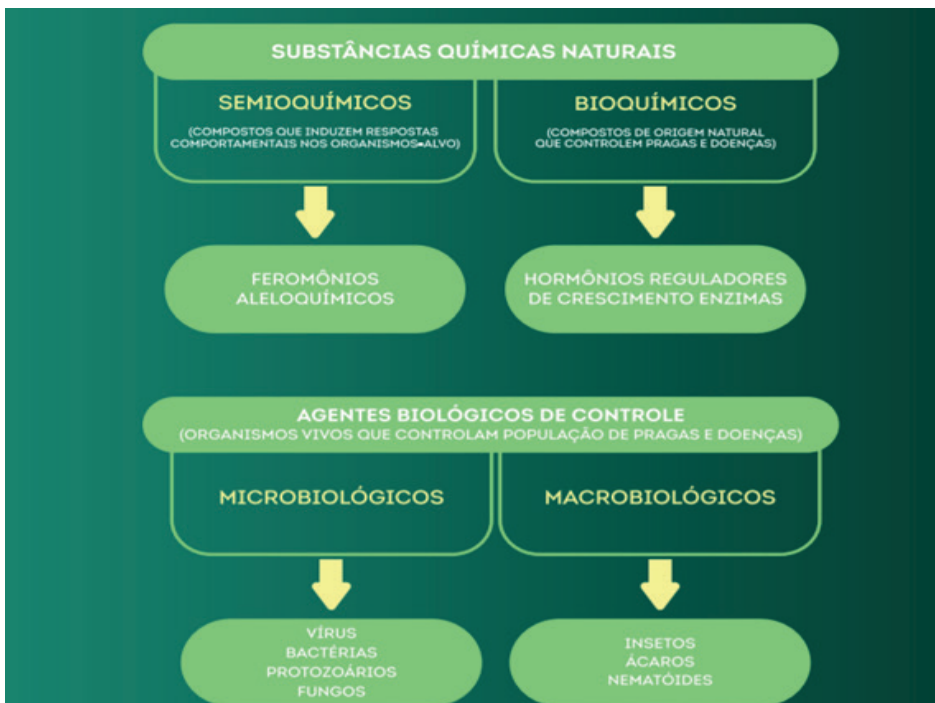 SUBSTÂNCIAS QUÍMICAS NATURAIS
SEMIOQUÍMICOS
(COMPOSTOS QUE INDUZEM RESPOSTAS
COMPORTAMENTAIS NOS ORGANISMOS-ALVO)
BIOQUÍMICOS
(COMPOSTOS DE ORIGEM NATURAL
QUE CONTROLEM PRAGAS E DOENÇAS)
FEROMÔNIOS
ALELOQUÍMICOS
HORMÔNIOS REGULADORES
DE CRESCIMENTO ENZIMAS
AGENTES BIOLÓGICOS DE CONTROLE
(ORGANISMOS VIVOS QUE CONTROLAM POPULAÇÃO DE PRAGAS E DOENÇAS)
MICROBIOLÓGICOS
MACROBIOLÓGICOS
VÍRUS
BACTÉRIAS
PROTOZOÁRIOS
FUNGOS
INSETOS
ÁCAROS
NEMATÓIDES